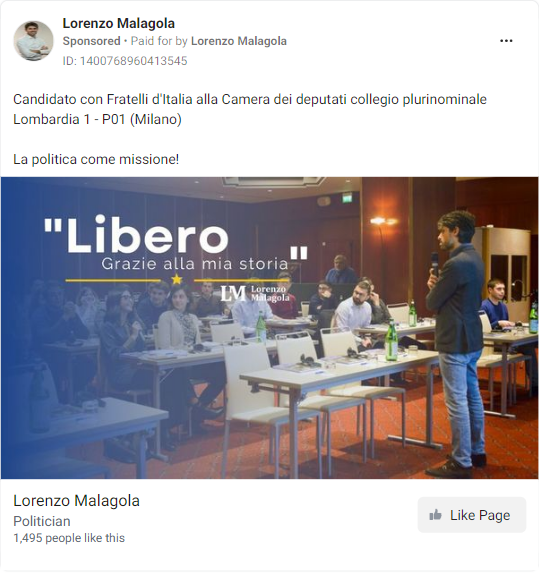 Lorenzo Malagola
Sponsored • Paid for by Lorenzo Malagola
ID: 1400768960413545
Candidato con Fratelli d'Italia alla Camera dei deputati collegio plurinominale
Lombardia 1 - P01 (Milano)
La politica come missione!
"Libero
Grazie alla mia storia"
LM Lorenzo
Malagola
Lorenzo Malagola
Politician
1,495 people like this
Like Page